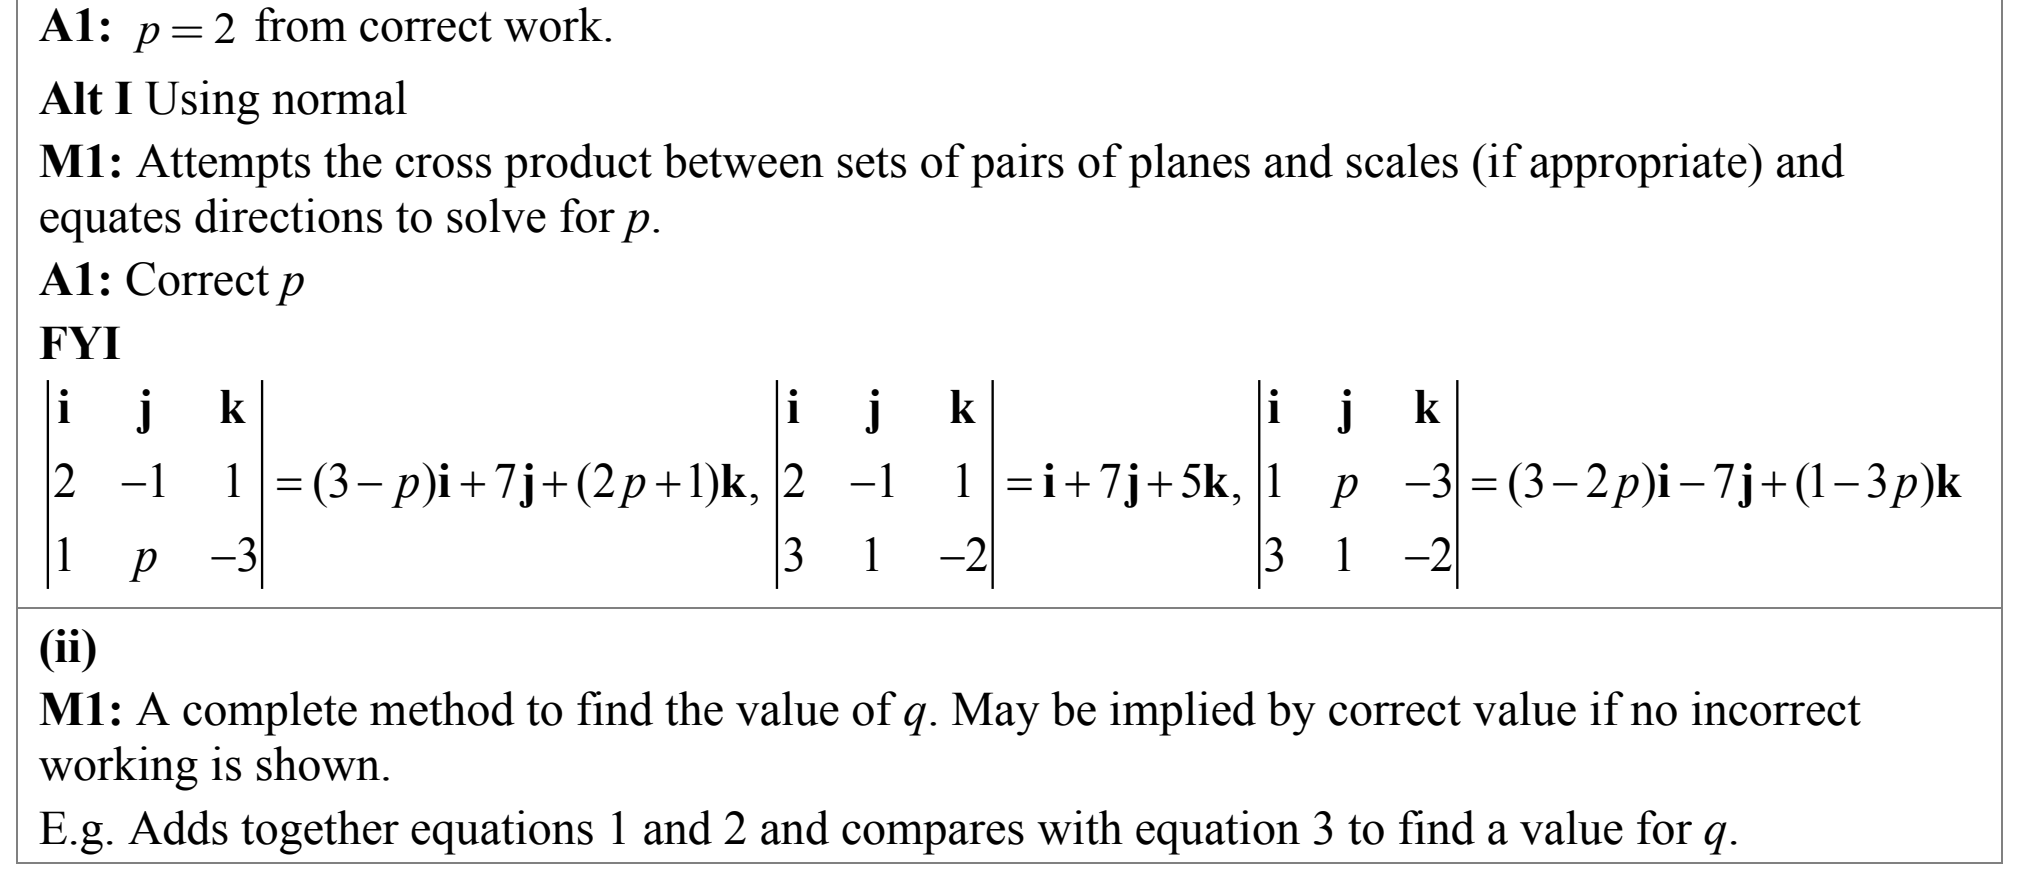 A1: p = 2 from correct work.
Alt I Using normal
M1: Attempts the cross product between sets of pairs of planes and scales (if appropriate) and
equates directions to solve for p.
A1: Correct p
FYI
|i j k; 2 −1 1; 1 p −3| = (3 − p)i + 7j + (2p + 1)k, |i j k; 2 −1 1; 3 1 −2| = i + 7j + 5k, |i j k; 1 p −3; 3 1 −2| = (3 − 2p)i − 7j + (1 − 3p)k
(ii)
M1: A complete method to find the value of q. May be implied by correct value if no incorrect
working is shown.
E.g. Adds together equations 1 and 2 and compares with equation 3 to find a value for q.